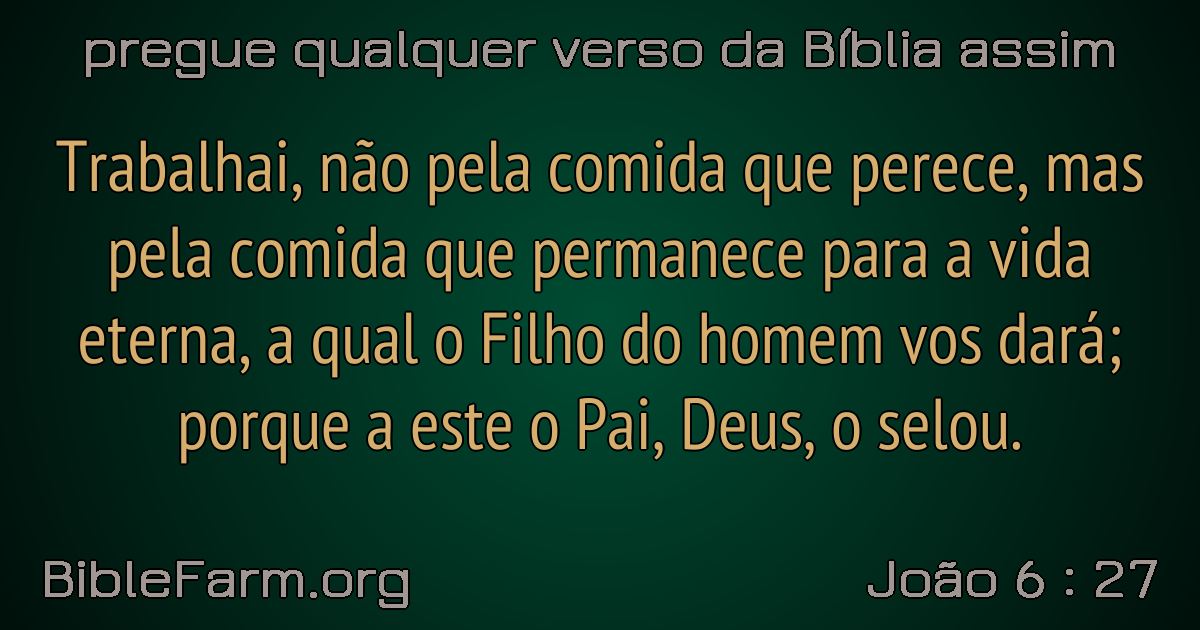 pregue qualquer verso da Bíblia assim
Trabalhai, não pela comida que perece, mas
pela comida que permanece para a vida
eterna, a qual o Filho do homem vos dará;
porque a este o Pai, Deus, o selou.
BibleFarm.org
João 6 : 27